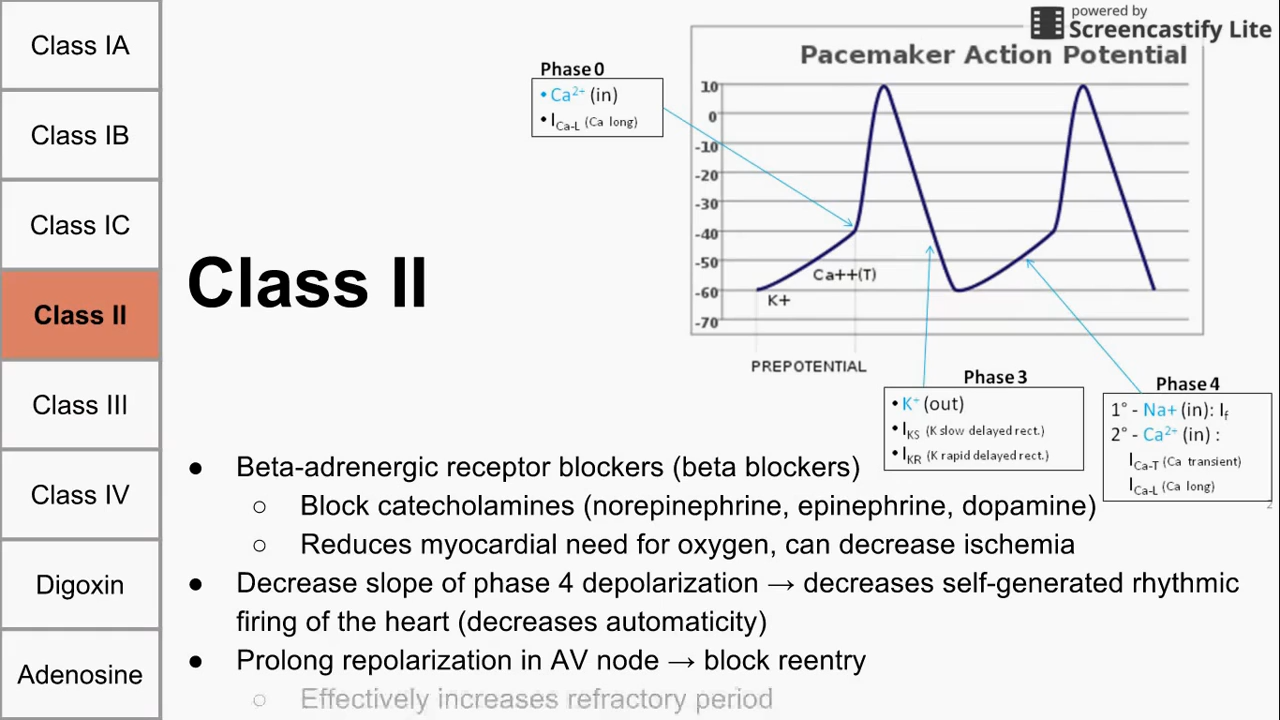 powered by
Screencastify Lite
Class IA
Class IB
Class IC
Class II
Class III
Class IV
Digoxin
Adenosine
Class II
Pacemaker Action Potential
Phase 0
• Ca2+ (in)
• ICa-L (Ca long)
10
0
-10
-20
-30
-40
-50
-60
-70
Ca++(T)
K+
PREPOTENTIAL
Phase 3
• K+ (out)
• IKS (K slow delayed rect.)
• IKR (K rapid delayed rect.)
Phase 4
1° - Na+ (in): If
2° - Ca2+ (in) :
ICa-T (Ca transient)
ICa-L (Ca long)
2
● Beta-adrenergic receptor blockers (beta blockers)
○ Block catecholamines (norepinephrine, epinephrine, dopamine)
○ Reduces myocardial need for oxygen, can decrease ischemia
● Decrease slope of phase 4 depolarization → decreases self-generated rhythmic
firing of the heart (decreases automaticity)
● Prolong repolarization in AV node → block reentry
○ Effectively increases refractory period